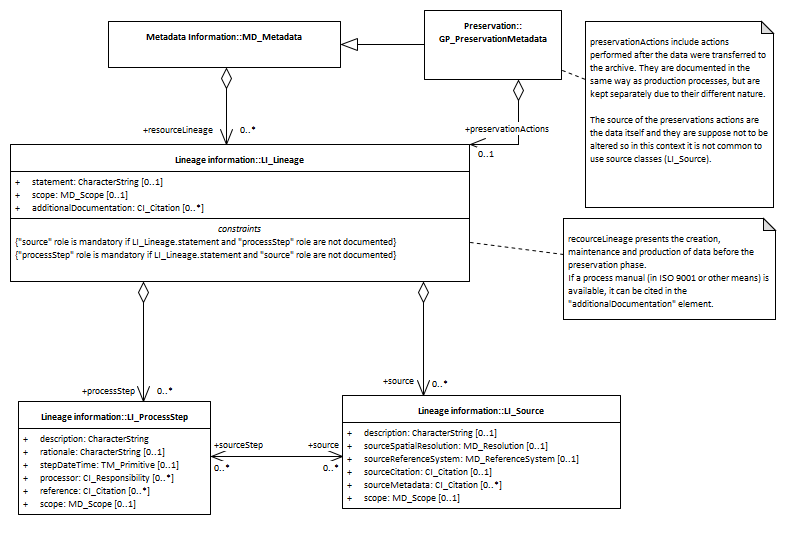 Metadata Information::MD_Metadata
Preservation::
GP_PreservationMetadata
preservationActions include actions
performed after the data were transferred to
the archive. They are documented in the
same way as production processes, but are
kept separately due to their different nature.
The source of the preservations actions are
the data itself and they are suppose not to be
altered so in this context it is not common to
use source classes (LI_Source).
+resourceLineage
0..*
+preservationActions
0..1
Lineage information::LI_Lineage
+ statement: CharacterString [0..1]
+ scope: MD_Scope [0..1]
+ additionalDocumentation: CI_Citation [0..*]
constraints
{"source" role is mandatory if LI_Lineage.statement and "processStep" role are not documented}
{"processStep" role is mandatory if LI_Lineage.statement and "source" role are not documented}
recourceLineage presents the creation,
maintenance and production of data before the
preservation phase.
If a process manual (in ISO 9001 or other means) is
available, it can be cited in the
"additionalDocumentation" element.
+processStep
0..*
+source
0..*
Lineage information::LI_ProcessStep
+ description: CharacterString
+ rationale: CharacterString [0..1]
+ stepDateTime: TM_Primitive [0..1]
+ processor: CI_Responsibility [0..*]
+ reference: CI_Citation [0..*]
+ scope: MD_Scope [0..1]
+sourceStep
0..*
+source
0..*
Lineage information::LI_Source
+ description: CharacterString [0..1]
+ sourceSpatialResolution: MD_Resolution [0..1]
+ sourceReferenceSystem: MD_ReferenceSystem [0..1]
+ sourceCitation: CI_Citation [0..1]
+ sourceMetadata: CI_Citation [0..*]
+ scope: MD_Scope [0..1]